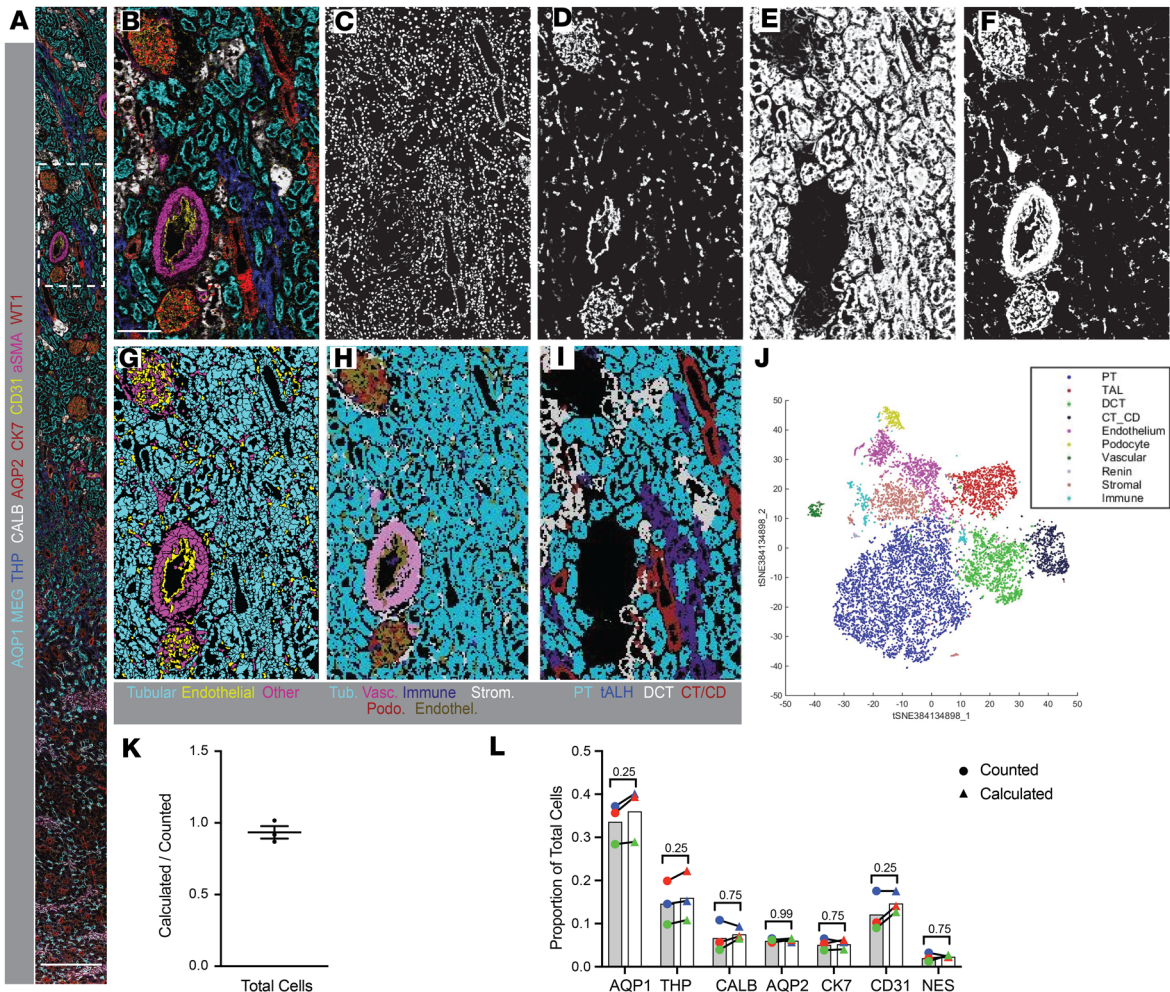 A
B
C
D
E
F
AQP1 MEG THP CALB AQP2 CK7 CD31 aSMA WT1
G
H
I
J
PT
TAL
DCT
CT_CD
Endothelium
Podocyte
Vascular
Renin
Stromal
Immune
50
40
30
20
10
0
-10
-20
-30
-40
-50
tSNE384134898_2
-50 -40 -30 -20 -10 0 10 20 30 40 50
tSNE384134898_1
Tubular Endothelial Other
Tub. Vasc. Immune Strom.
Podo. Endothel.
PT tALH DCT CT/CD
K
1.5
1.0
0.5
0.0
Calculated / Counted
Total Cells
L
0.5
0.4
0.3
0.2
0.1
0.0
Proportion of Total Cells
Counted
Calculated
0.25
0.25
0.75
0.99
0.75
0.25
0.75
AQP1 THP CALB AQP2 CK7 CD31 NES